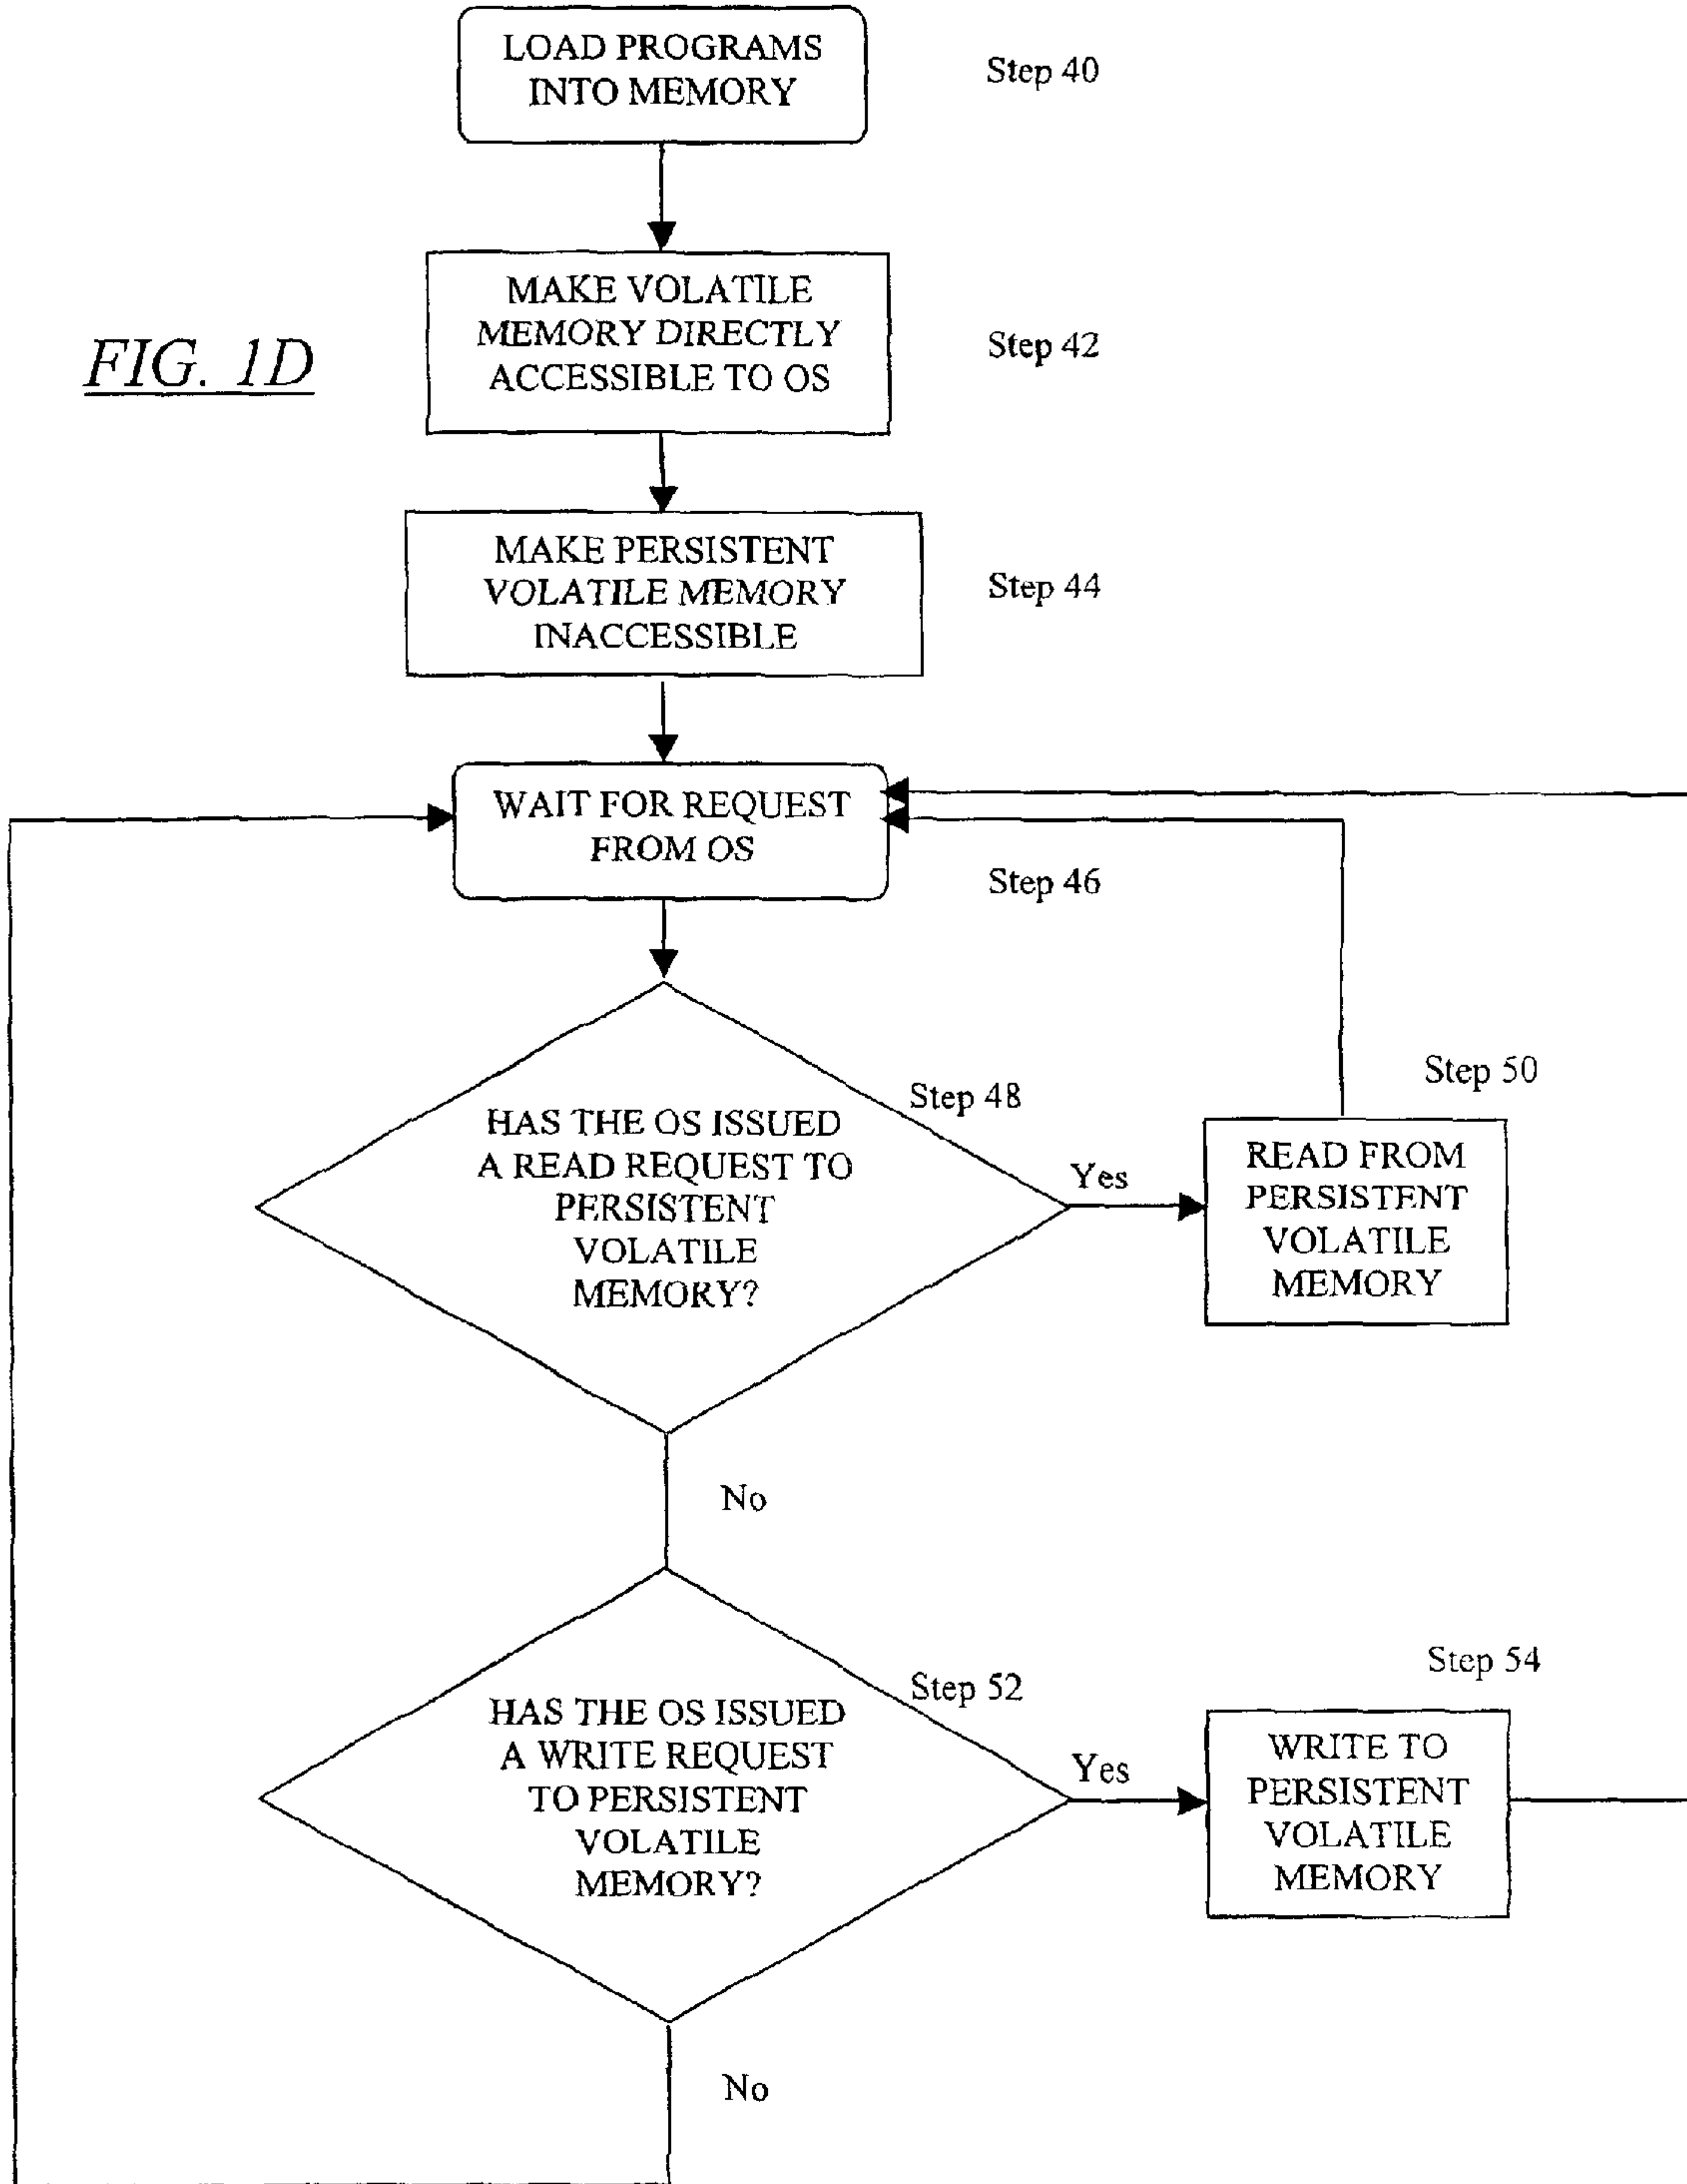 LOAD PROGRAMS
INTO MEMORY
Step 40
MAKE VOLATILE
MEMORY DIRECTLY
ACCESSIBLE TO OS
Step 42
FIG. 1D
MAKE PERSISTENT
VOLATILE MEMORY
INACCESSIBLE
Step 44
WAIT FOR REQUEST
FROM OS
Step 46
HAS THE OS ISSUED
A READ REQUEST TO
PERSISTENT
VOLATILE
MEMORY?
Step 48
Yes
Step 50
READ FROM
PERSISTENT
VOLATILE
MEMORY
No
HAS THE OS ISSUED
A WRITE REQUEST
TO PERSISTENT
VOLATILE
MEMORY?
Step 52
Yes
Step 54
WRITE TO
PERSISTENT
VOLATILE
MEMORY
No